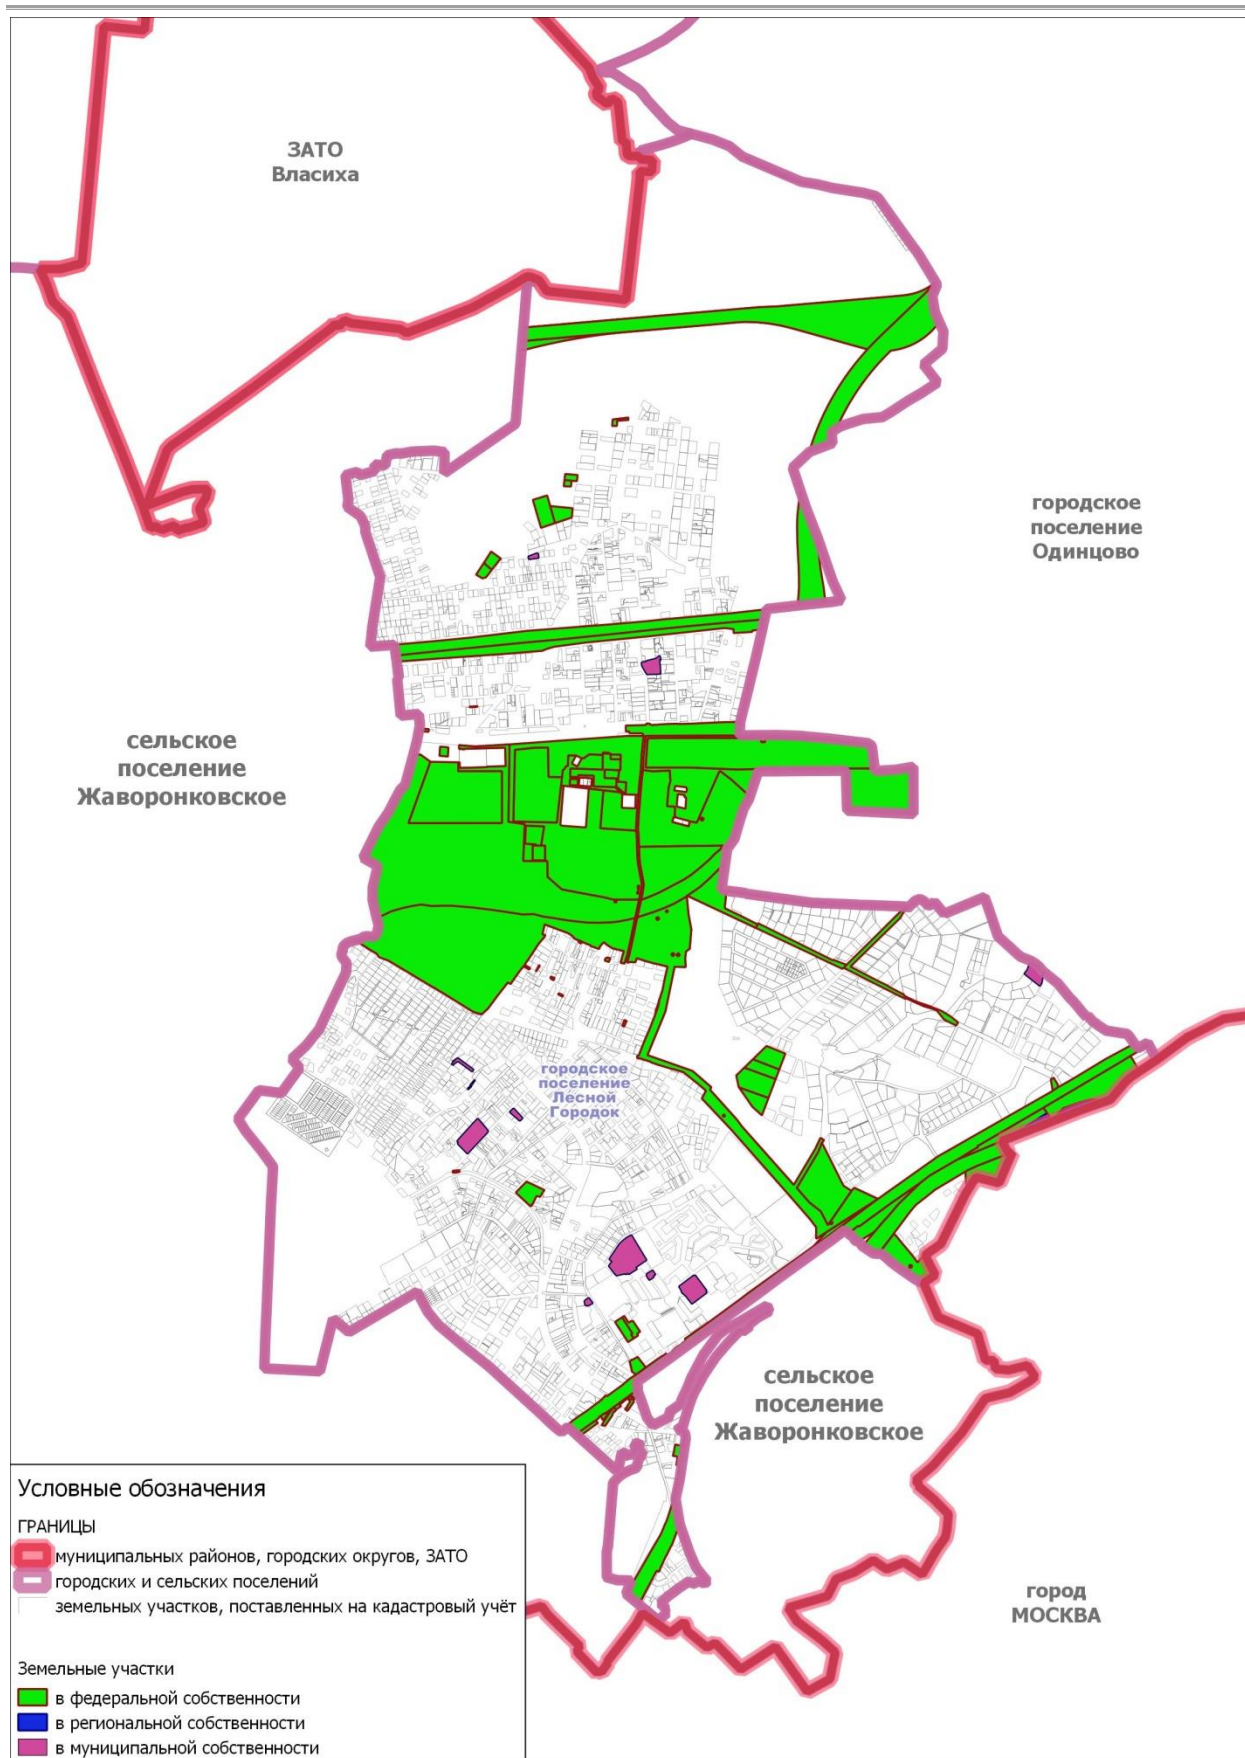 ЗАТО
Власиха
городское
поселение
Одинцово
сельское
поселение
Жаворонковское
городское
поселение
Лесной
Городок
сельское
поселение
Жаворонковское
город
МОСКВА
Условные обозначения
ГРАНИЦЫ
муниципальных районов, городских округов, ЗАТО
городских и сельских поселений
земельных участков, поставленных на кадастровый учёт
Земельные участки
в федеральной собственности
в региональной собственности
в муниципальной собственности